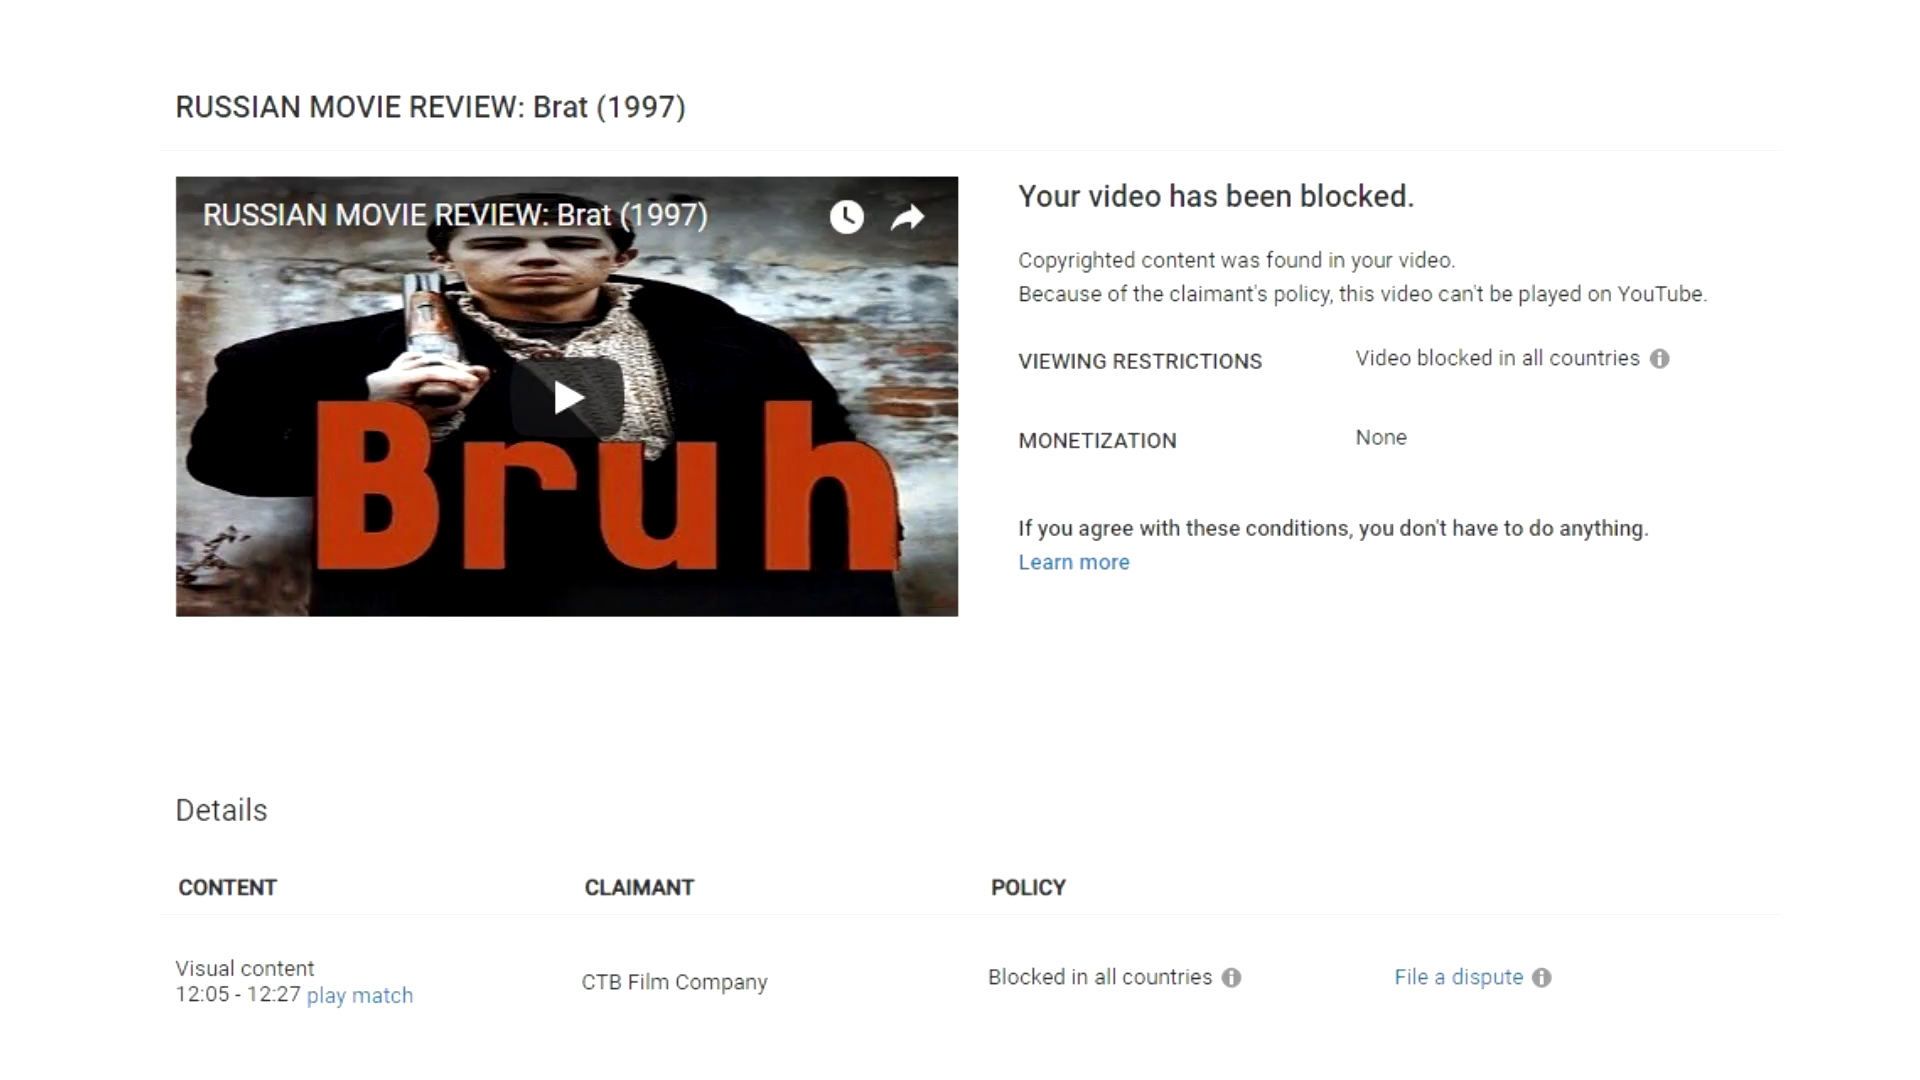 RUSSIAN MOVIE REVIEW: Brat (1997)
RUSSIAN MOVIE REVIEW: Brat (1997)
Bruh
Your video has been blocked.
Copyrighted content was found in your video.
Because of the claimant's policy, this video can't be played on YouTube.
VIEWING RESTRICTIONS Video blocked in all countries
MONETIZATION None
If you agree with these conditions, you don't have to do anything.
Learn more
Details
CONTENT CLAIMANT POLICY
Visual content
12:05 - 12:27 play match CTB Film Company Blocked in all countries File a dispute